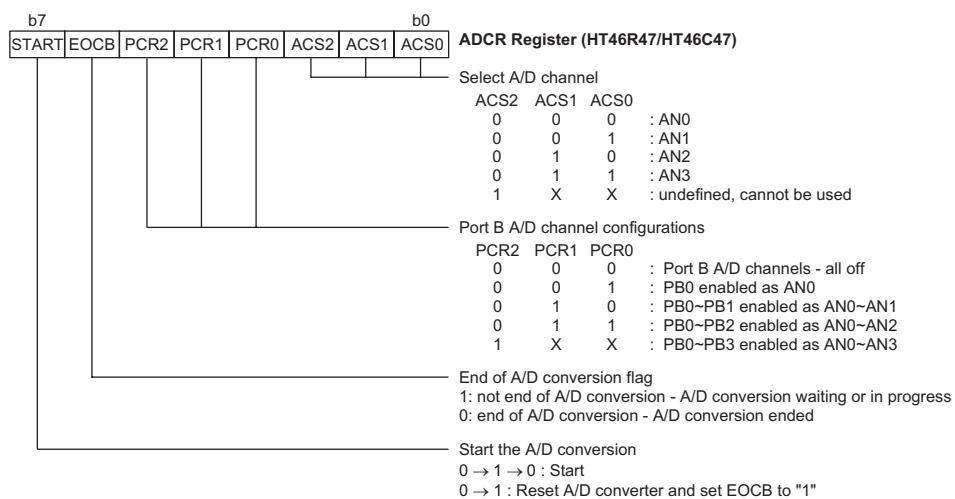 b7 b0
START EOCB PCR2 PCR1 PCR0 ACS2 ACS1 ACS0 ADCR Register (HT46R47/HT46C47)
Select A/D channel
ACS2 ACS1 ACS0
0 0 0 : AN0
0 0 1 : AN1
0 1 0 : AN2
0 1 1 : AN3
1 X X : undefined, cannot be used
Port B A/D channel configurations
PCR2 PCR1 PCR0
0 0 0 : Port B A/D channels - all off
0 0 1 : PB0 enabled as AN0
0 1 0 : PB0~PB1 enabled as AN0~AN1
0 1 1 : PB0~PB2 enabled as AN0~AN2
1 X X : PB0~PB3 enabled as AN0~AN3
End of A/D conversion flag
1: not end of A/D conversion - A/D conversion waiting or in progress
0: end of A/D conversion - A/D conversion ended
Start the A/D conversion
0 → 1 → 0 : Start
0 → 1 : Reset A/D converter and set EOCB to "1"